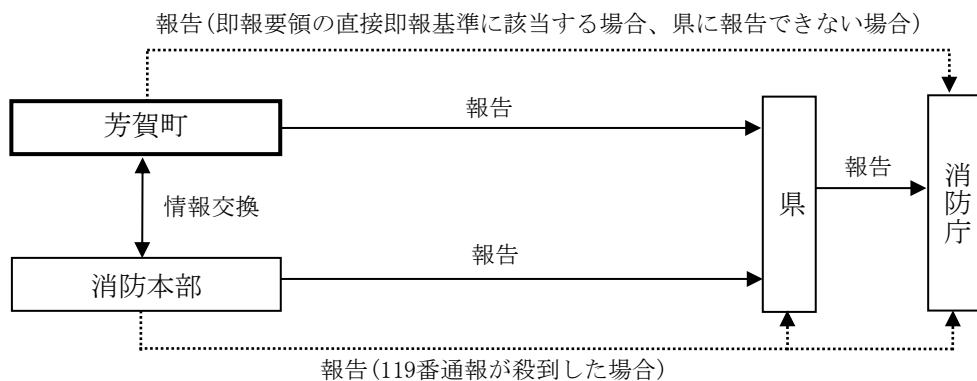 報告(即報要領の直接即報基準に該当する場合、県に報告できない場合)
芳賀町
報告
報告
県
消防庁
情報交換
消防本部
報告
報告(119番通報が殺到した場合)